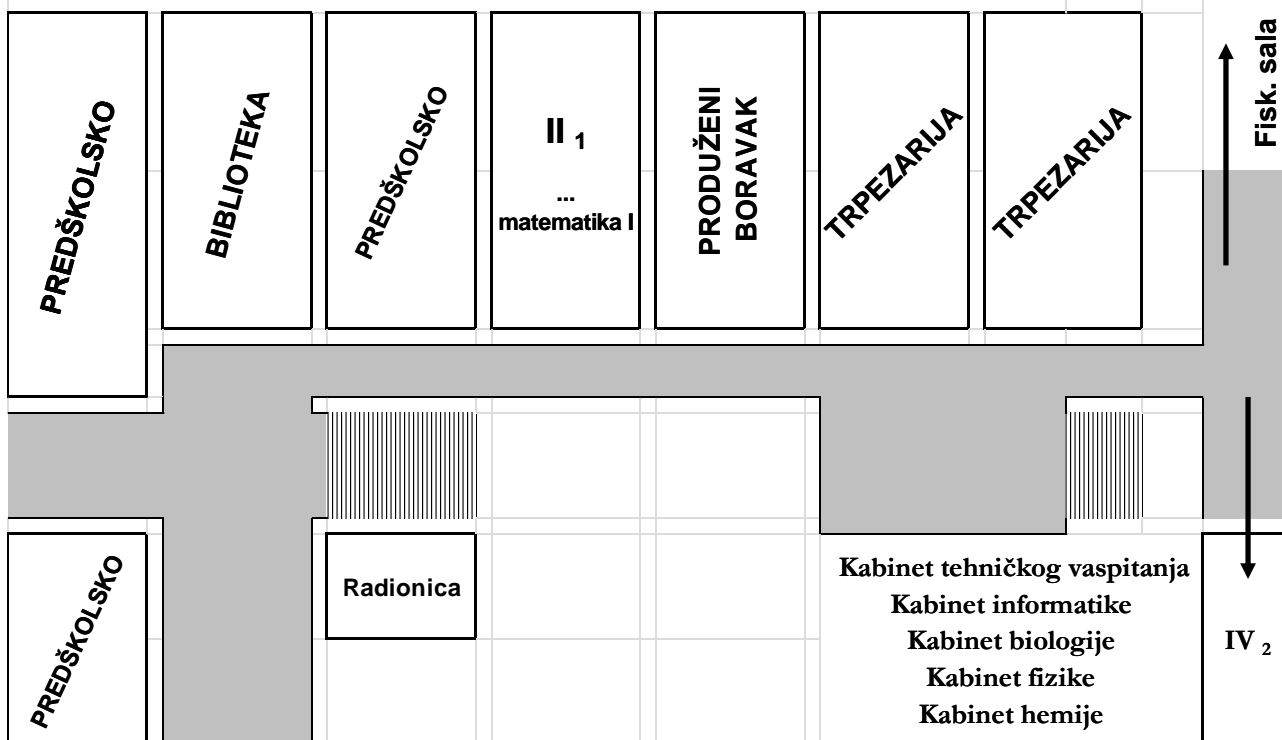 PREDŠKOLSKO
BIBLIOTEKA
PREDŠKOLSKO
II 1
...
matematika I
PRODUŽENI
BORAVAK
TRPEZARIJA
TRPEZARIJA
Fisk. sala
PREDŠKOLSKO
Radionica
Kabinet tehničkog vaspitanja
Kabinet informatike
Kabinet biologije
Kabinet fizike
Kabinet hemije
IV 2